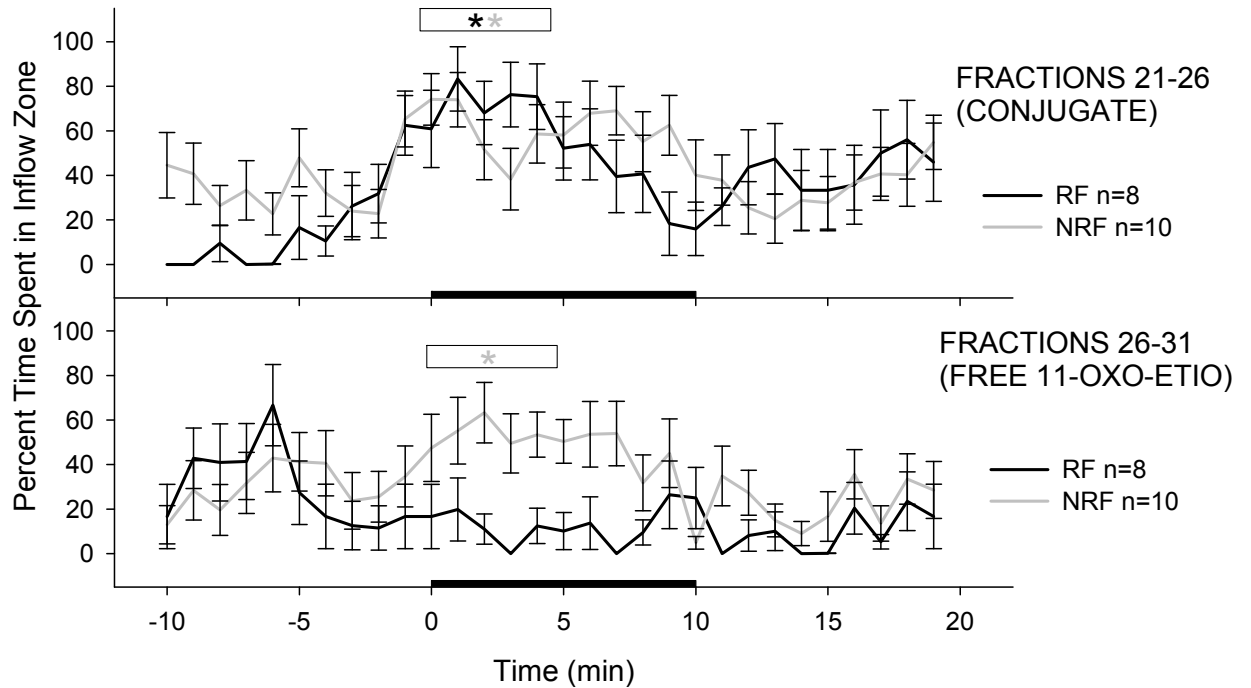 Percent Time Spent in Inflow Zone
100
80
60
40
20
0
**
FRACTIONS 21-26
(CONJUGATE)
RF n=8
NRF n=10
100
80
60
40
20
0
*
FRACTIONS 26-31
(FREE 11-OXO-ETIO)
RF n=8
NRF n=10
-10 -5 0 5 10 15 20
Time (min)